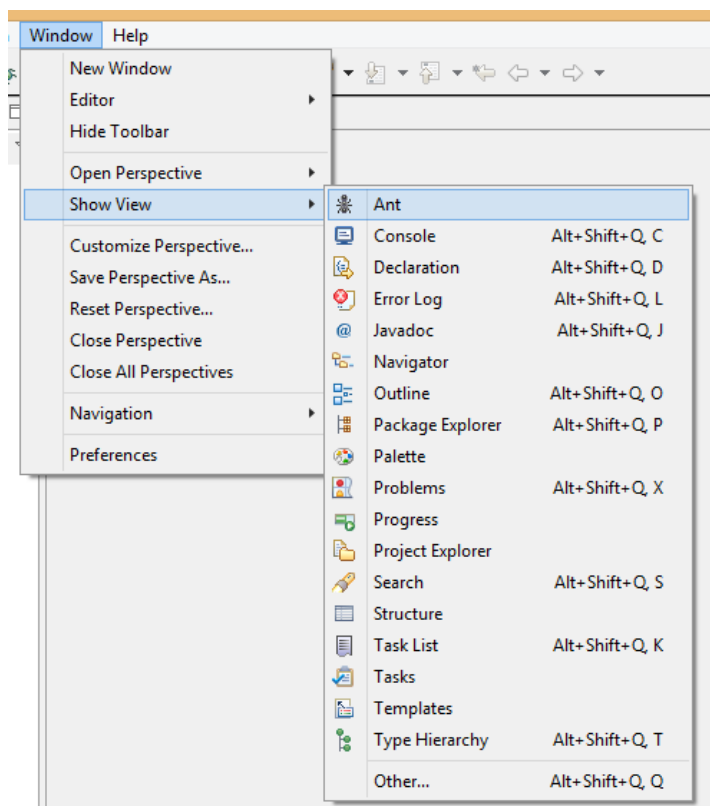 Window Help
New Window
Editor
Hide Toolbar
Open Perspective
Show View
Customize Perspective...
Save Perspective As...
Reset Perspective...
Close Perspective
Close All Perspectives
Navigation
Preferences
Ant
Console Alt+Shift+Q, C
Declaration Alt+Shift+Q, D
Error Log Alt+Shift+Q, L
Javadoc Alt+Shift+Q, J
Navigator
Outline Alt+Shift+Q, O
Package Explorer Alt+Shift+Q, P
Palette
Problems Alt+Shift+Q, X
Progress
Project Explorer
Search Alt+Shift+Q, S
Structure
Task List Alt+Shift+Q, K
Tasks
Templates
Type Hierarchy Alt+Shift+Q, T
Other... Alt+Shift+Q, Q